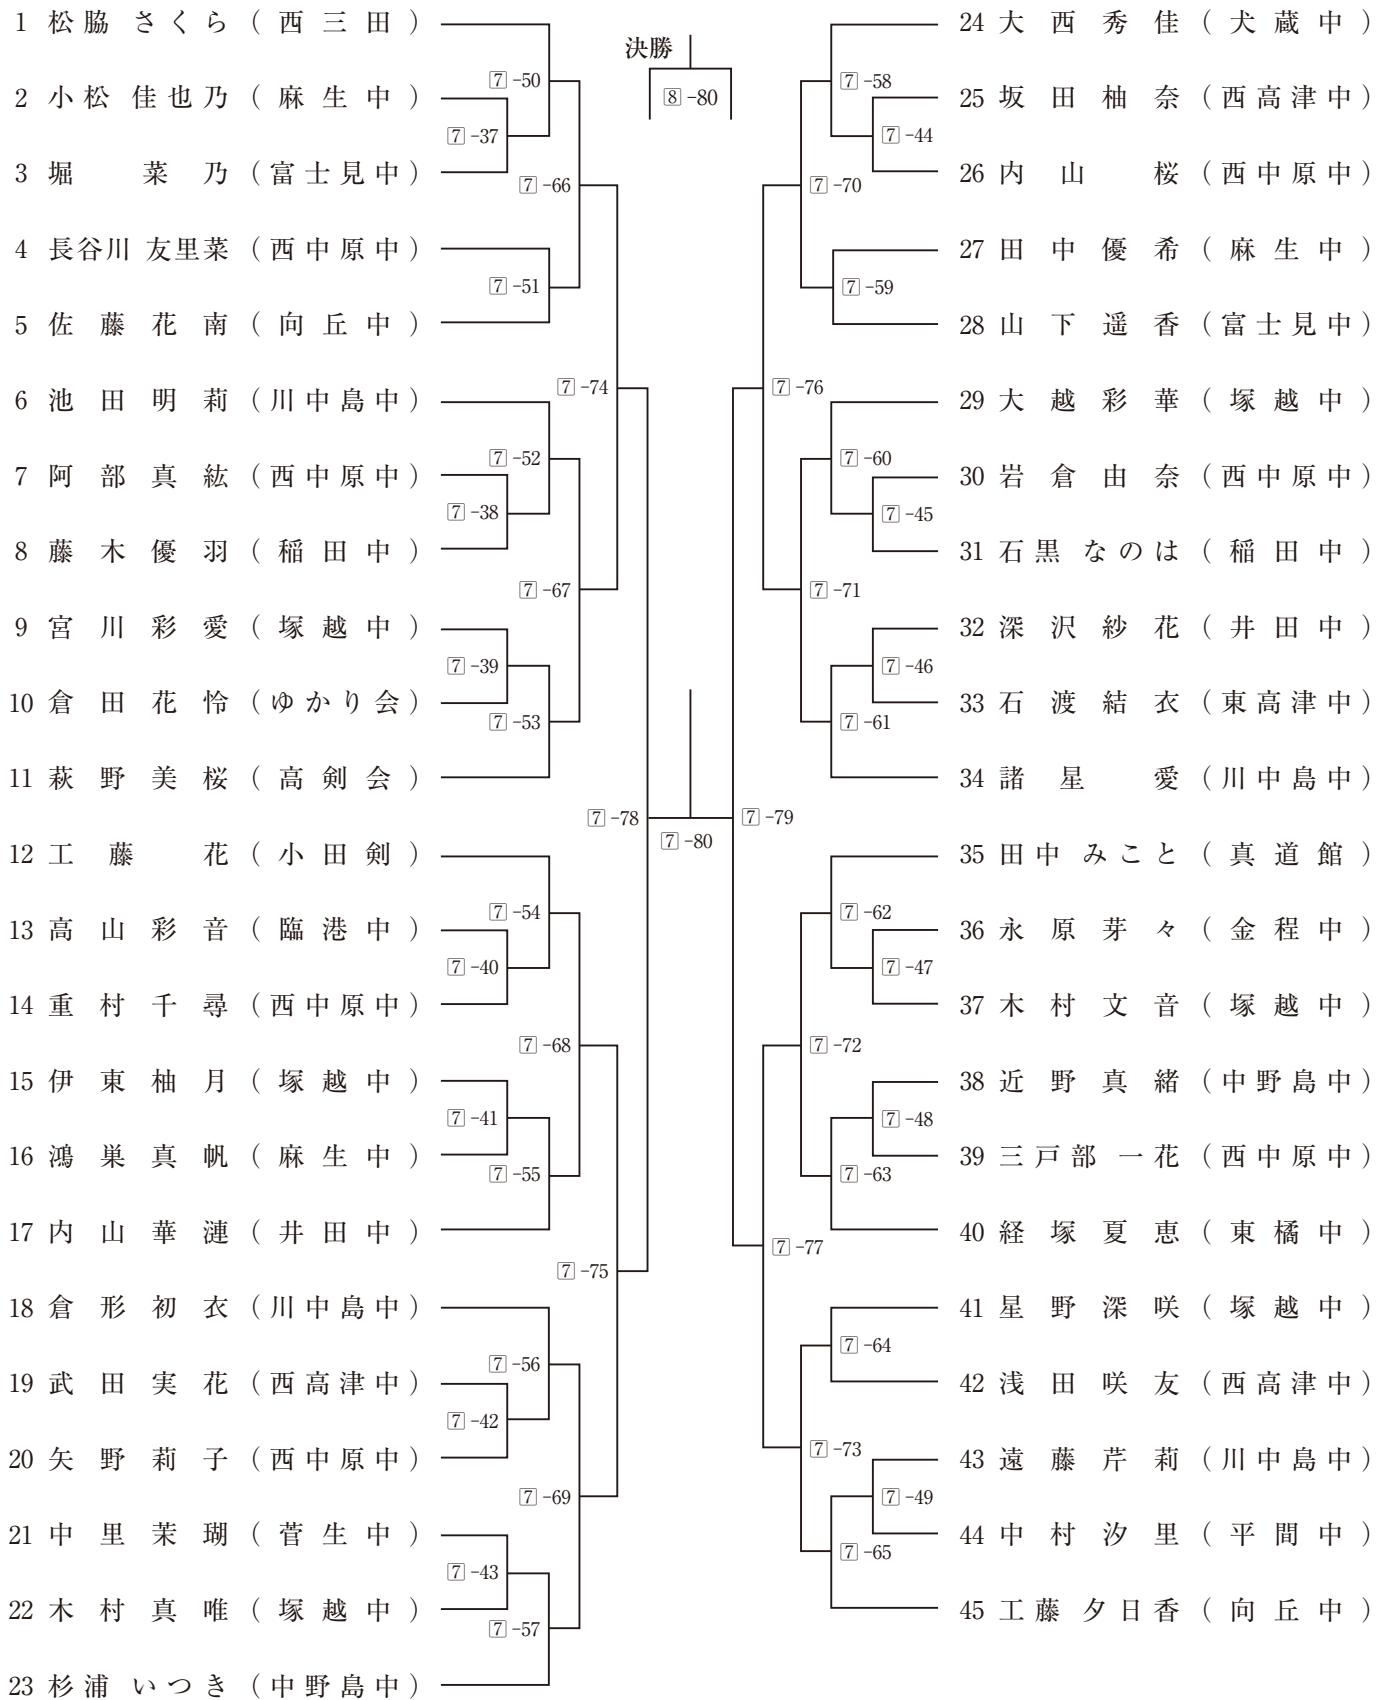 1 松脇 さくら ( 西三田 )
2 小松 佳也乃 ( 麻生中 )
3 堀 菜乃 ( 富士見中 )
4 長谷川 友里菜 ( 西中原中 )
5 佐藤花南 ( 向丘中 )
6 池田明莉 ( 川中島中 )
7 阿部真紘 ( 西中原中 )
8 藤木優羽 ( 稲田中 )
9 宮川彩愛 ( 塚越中 )
10 倉田花怜 ( ゆかり会 )
11 萩野美桜 ( 高剣会 )
12 工藤 花 ( 小田剣 )
13 高山彩音 ( 臨港中 )
14 重村千尋 ( 西中原中 )
15 伊東柚月 ( 塚越中 )
16 鴻巣真帆 ( 麻生中 )
17 内山華漣 ( 井田中 )
18 倉形初衣 ( 川中島中 )
19 武田実花 ( 西高津中 )
20 矢野莉子 ( 西中原中 )
21 中里茉瑚 ( 菅生中 )
22 木村真唯 ( 塚越中 )
23 杉浦 いつき ( 中野島中 )
7 -50
7 -37
7 -66
7 -51
7 -74
7 -52
7 -38
7 -67
7 -39
7 -53
7 -78
7 -54
7 -40
7 -68
7 -41
7 -55
7 -75
7 -56
7 -42
7 -69
7 -43
7 -57
決勝
8 -80
7 -80
7 -58
7 -44
7 -70
7 -59
7 -76
7 -60
7 -45
7 -71
7 -46
7 -61
7 -79
7 -62
7 -47
7 -72
7 -48
7 -63
7 -77
7 -64
7 -73
7 -49
7 -65
24 大西秀佳 ( 犬蔵中 )
25 坂田柚奈 ( 西高津中 )
26 内山 桜 ( 西中原中 )
27 田中優希 ( 麻生中 )
28 山下遥香 ( 富士見中 )
29 大越彩華 ( 塚越中 )
30 岩倉由奈 ( 西中原中 )
31 石黒 なのは ( 稲田中 )
32 深沢紗花 ( 井田中 )
33 石渡結衣 ( 東高津中 )
34 諸星 愛 ( 川中島中 )
35 田中 みこと ( 真道館 )
36 永原芽々 ( 金程中 )
37 木村文音 ( 塚越中 )
38 近野真緒 ( 中野島中 )
39 三戸部 一花 ( 西中原中 )
40 経塚夏恵 ( 東橘中 )
41 星野深咲 ( 塚越中 )
42 浅田咲友 ( 西高津中 )
43 遠藤芹莉 ( 川中島中 )
44 中村汐里 ( 平間中 )
45 工藤 夕日香 ( 向丘中 )